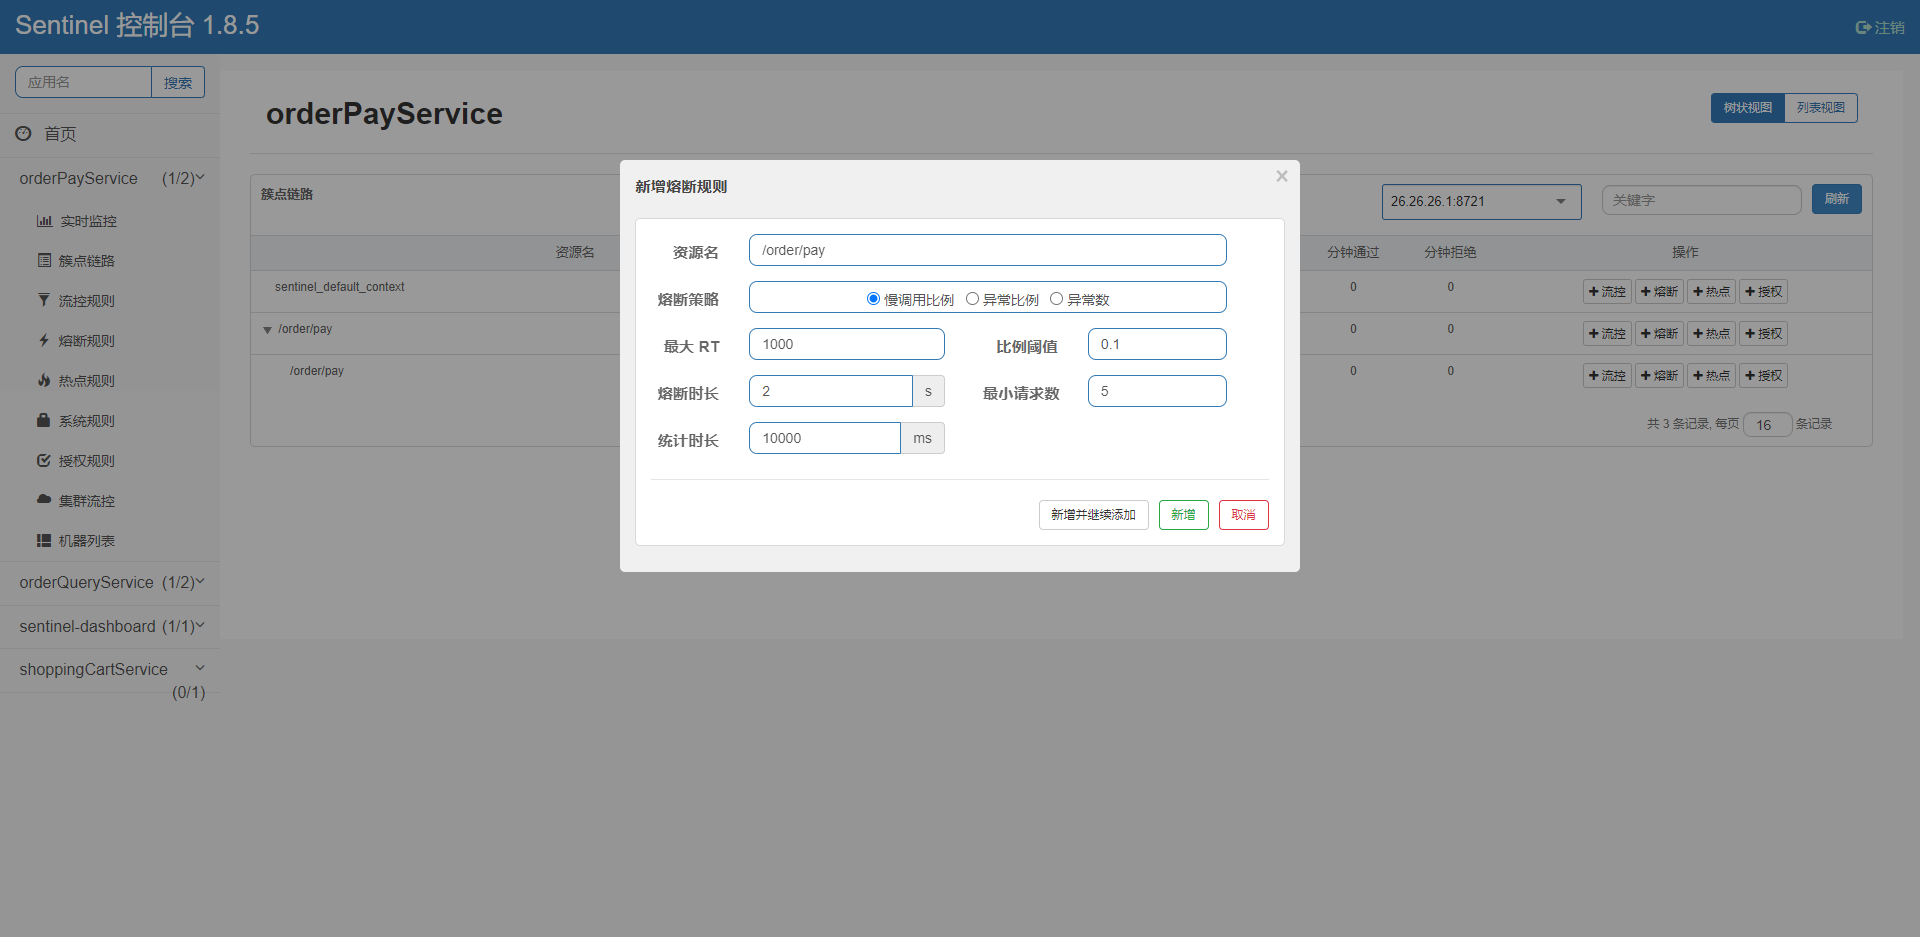 Sentinel 控制台 1.8.5
注销
应用名 搜索
首页
orderPayService (1/2)
实时监控
簇点链路
流控规则
熔断规则
热点规则
系统规则
授权规则
集群流控
机器列表
orderQueryService (1/2)
sentinel-dashboard (1/1)
shoppingCartService
(0/1)
orderPayService
树状视图 列表视图
簇点链路
26.26.26.1:8721 关键字 刷新
资源名 分钟通过 分钟拒绝 操作
sentinel_default_context 0 0 流控 熔断 热点 授权
/order/pay 0 0 流控 熔断 热点 授权
/order/pay 0 0 流控 熔断 热点 授权
共 3 条记录, 每页 16 条记录
新增熔断规则
×
资源名 /order/pay
熔断策略 慢调用比例 异常比例 异常数
最大 RT 1000 比例阈值 0.1
熔断时长 2 s 最小请求数 5
统计时长 10000 ms
新增并继续添加 新增 取消